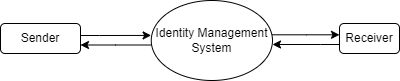 Sender
Identity Management
System
Receiver